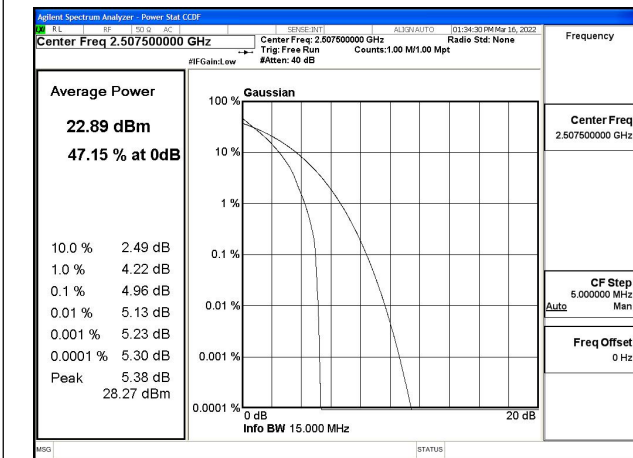 Agilent Spectrum Analyzer - Power Stat CCDF
RL RF 50 Ω AC SENSE:INT ALIGN AUTO 01:34:30 PM Mar 16, 2022
Center Freq 2.507500000 GHz
Center Freq: 2.507500000 GHz Radio Std: None
Trig: Free Run Counts:1.00 M/1.00 Mpt
#IFGain:Low #Atten: 40 dB
Frequency
Average Power
22.89 dBm
47.15 % at 0dB
10.0 % 2.49 dB
1.0 % 4.22 dB
0.1 % 4.96 dB
0.01 % 5.13 dB
0.001 % 5.23 dB
0.0001 % 5.30 dB
Peak 5.38 dB
28.27 dBm
Gaussian
100 %
10 %
1 %
0.1 %
0.01 %
0.001 %
0.0001 %
0 dB 20 dB
Info BW 15.000 MHz
Center Freq
2.507500000 GHz
CF Step
5.000000 MHz
Auto Man
Freq Offset
0 Hz
MSG STATUS